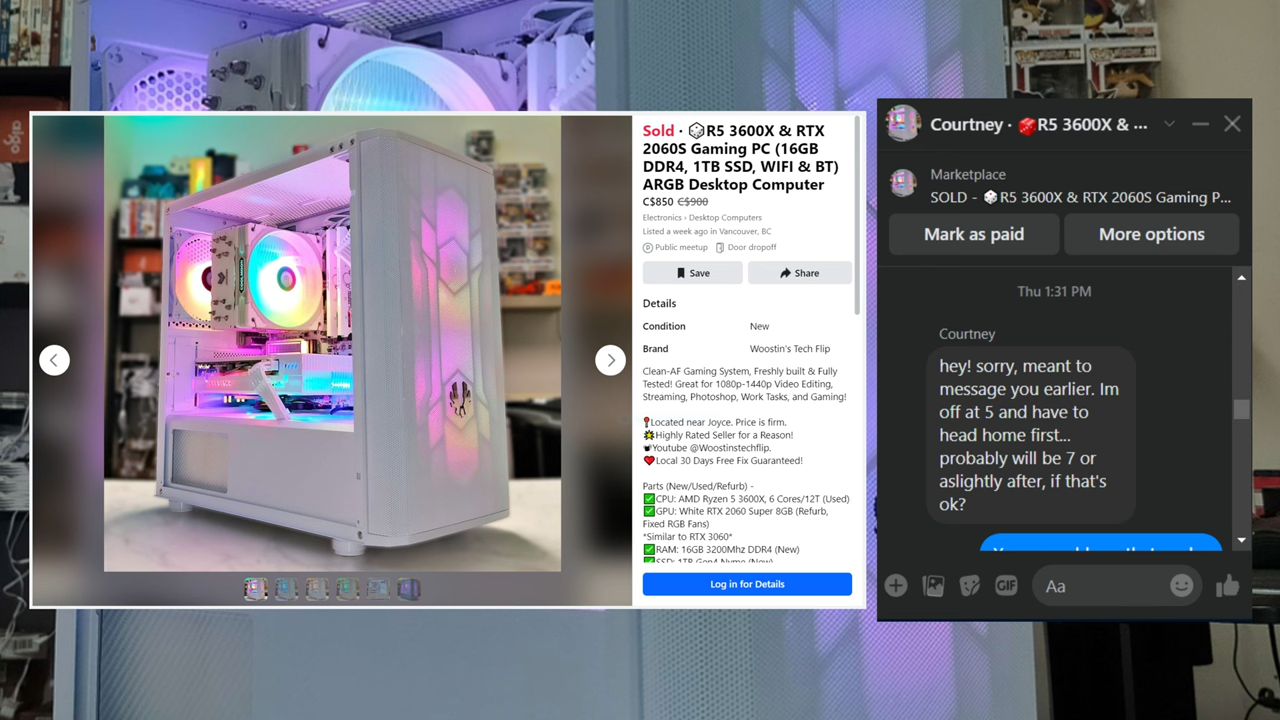 Sold · 🎲R5 3600X & RTX
2060S Gaming PC (16GB
DDR4, 1TB SSD, WIFI & BT)
ARGB Desktop Computer
C$850 C$900
Electronics › Desktop Computers
Listed a week ago in Vancouver, BC
Public meetup Door dropoff
Save
Share
Details
Condition New
Brand Woostin's Tech Flip
Clean-AF Gaming System, Freshly built & Fully
Tested! Great for 1080p-1440p Video Editing,
Streaming, Photoshop, Work Tasks, and Gaming!
📍Located near Joyce. Price is firm.
💥Highly Rated Seller for a Reason!
Youtube @Woostinstechflip.
❤️Local 30 Days Free Fix Guaranteed!
Parts (New/Used/Refurb) -
✅CPU: AMD Ryzen 5 3600X, 6 Cores/12T (Used)
✅GPU: White RTX 2060 Super 8GB (Refurb,
Fixed RGB Fans)
*Similar to RTX 3060*
✅RAM: 16GB 3200Mhz DDR4 (New)
✅SSD: 1TB Gen4 Nvme (New)
Log in for Details
Courtney · 🎲R5 3600X & ...
Marketplace
SOLD - 🎲R5 3600X & RTX 2060S Gaming P...
Mark as paid
More options
Thu 1:31 PM
Courtney
hey! sorry, meant to
message you earlier. Im
off at 5 and have to
head home first...
probably will be 7 or
aslightly after, if that's
ok?
GIF
Aa
aigo